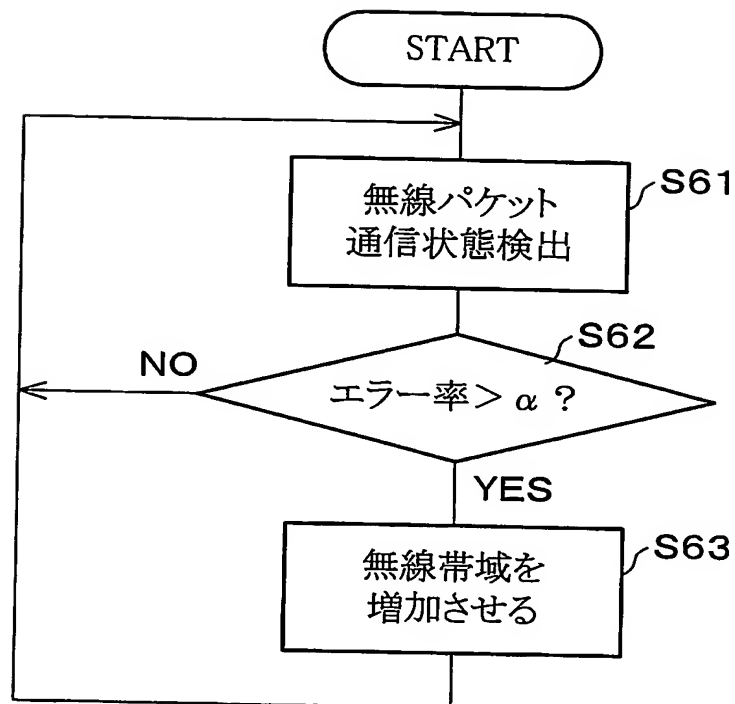 START
無線パケット
通信状態検出
S61
S62
NO
エラー率> α ?
YES
無線帯域を
増加させる
S63